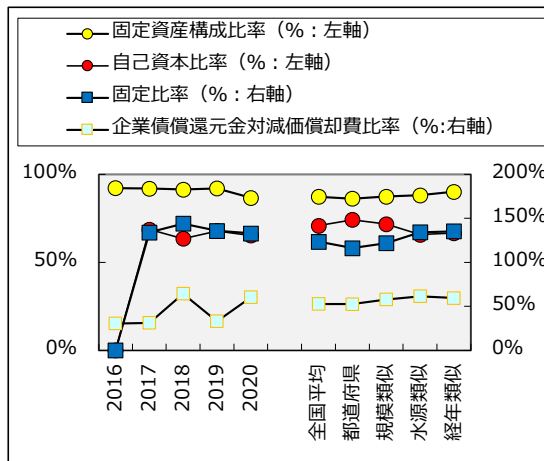 固定資産構成比率（%：左軸）
自己資本比率（%：左軸）
固定比率（%：右軸）
企業債償還元金対減価償却費比率（%:右軸）
100%
50%
0%
200%
150%
100%
50%
0%
2016
2017
2018
2019
2020
全国平均
都道府県
規模類似
水源類似
経年類似